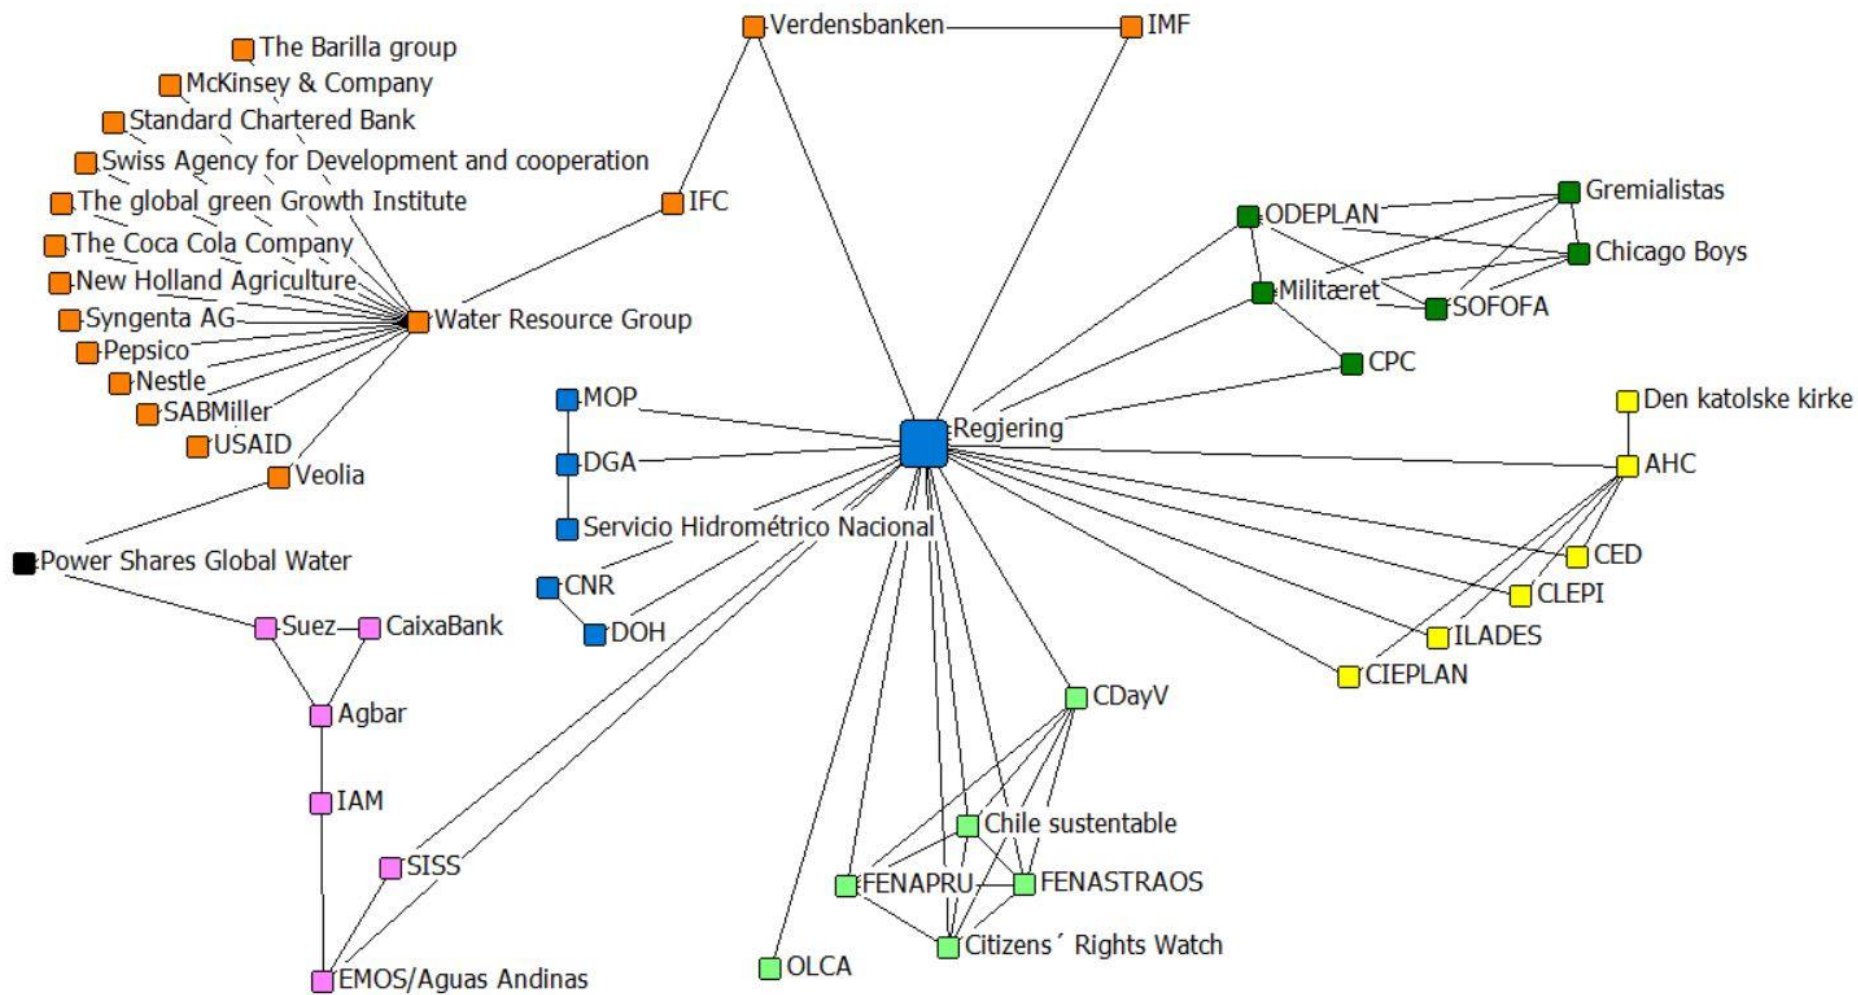 Verdensbanken
IMF
The Barilla group
McKinsey & Company
Standard Chartered Bank
Swiss Agency for Development and cooperation
The global green Growth Institute
The Coca Cola Company
New Holland Agriculture
Syngenta AG
Pepsico
Nestle
SABMiller
USAID
Veolia
Water Resource Group
IFC
Power Shares Global Water
Suez
CaixaBank
Agbar
IAM
SISS
EMOS/Aguas Andinas
MOP
DGA
Servicio Hidrométrico Nacional
CNR
DOH
Regjering
Gremialistas
ODEPLAN
Chicago Boys
Militæret
SOFOFA
CPC
Den katolske kirke
AHC
CED
CLEPI
ILADES
CIEPLAN
CDayV
Chile sustentable
FENAPRU
FENASTRAOS
Citizens´ Rights Watch
OLCA